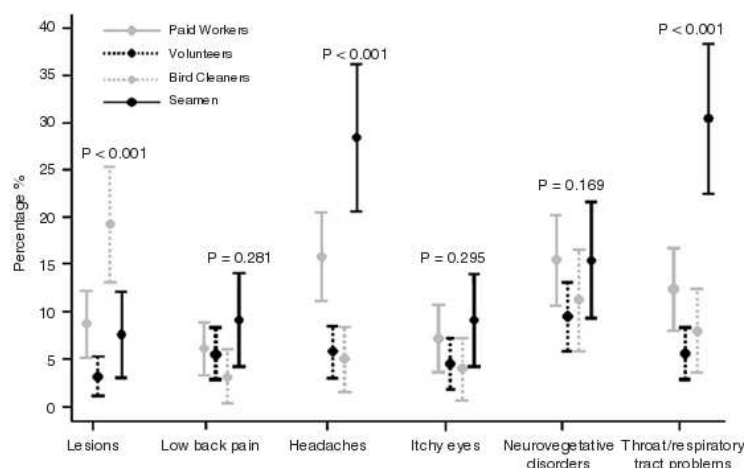 40
35
30
25
20
15
10
5
0
Percentage %
Paid Workers
Volunteers
Bird Cleaners
Seamen
P < 0.001
P = 0.281
P < 0.001
P = 0.295
P = 0.169
P < 0.001
Lesions
Low back pain
Headaches
Itchy eyes
Neurovegetative
disorders
Throat/respiratory
tract problems